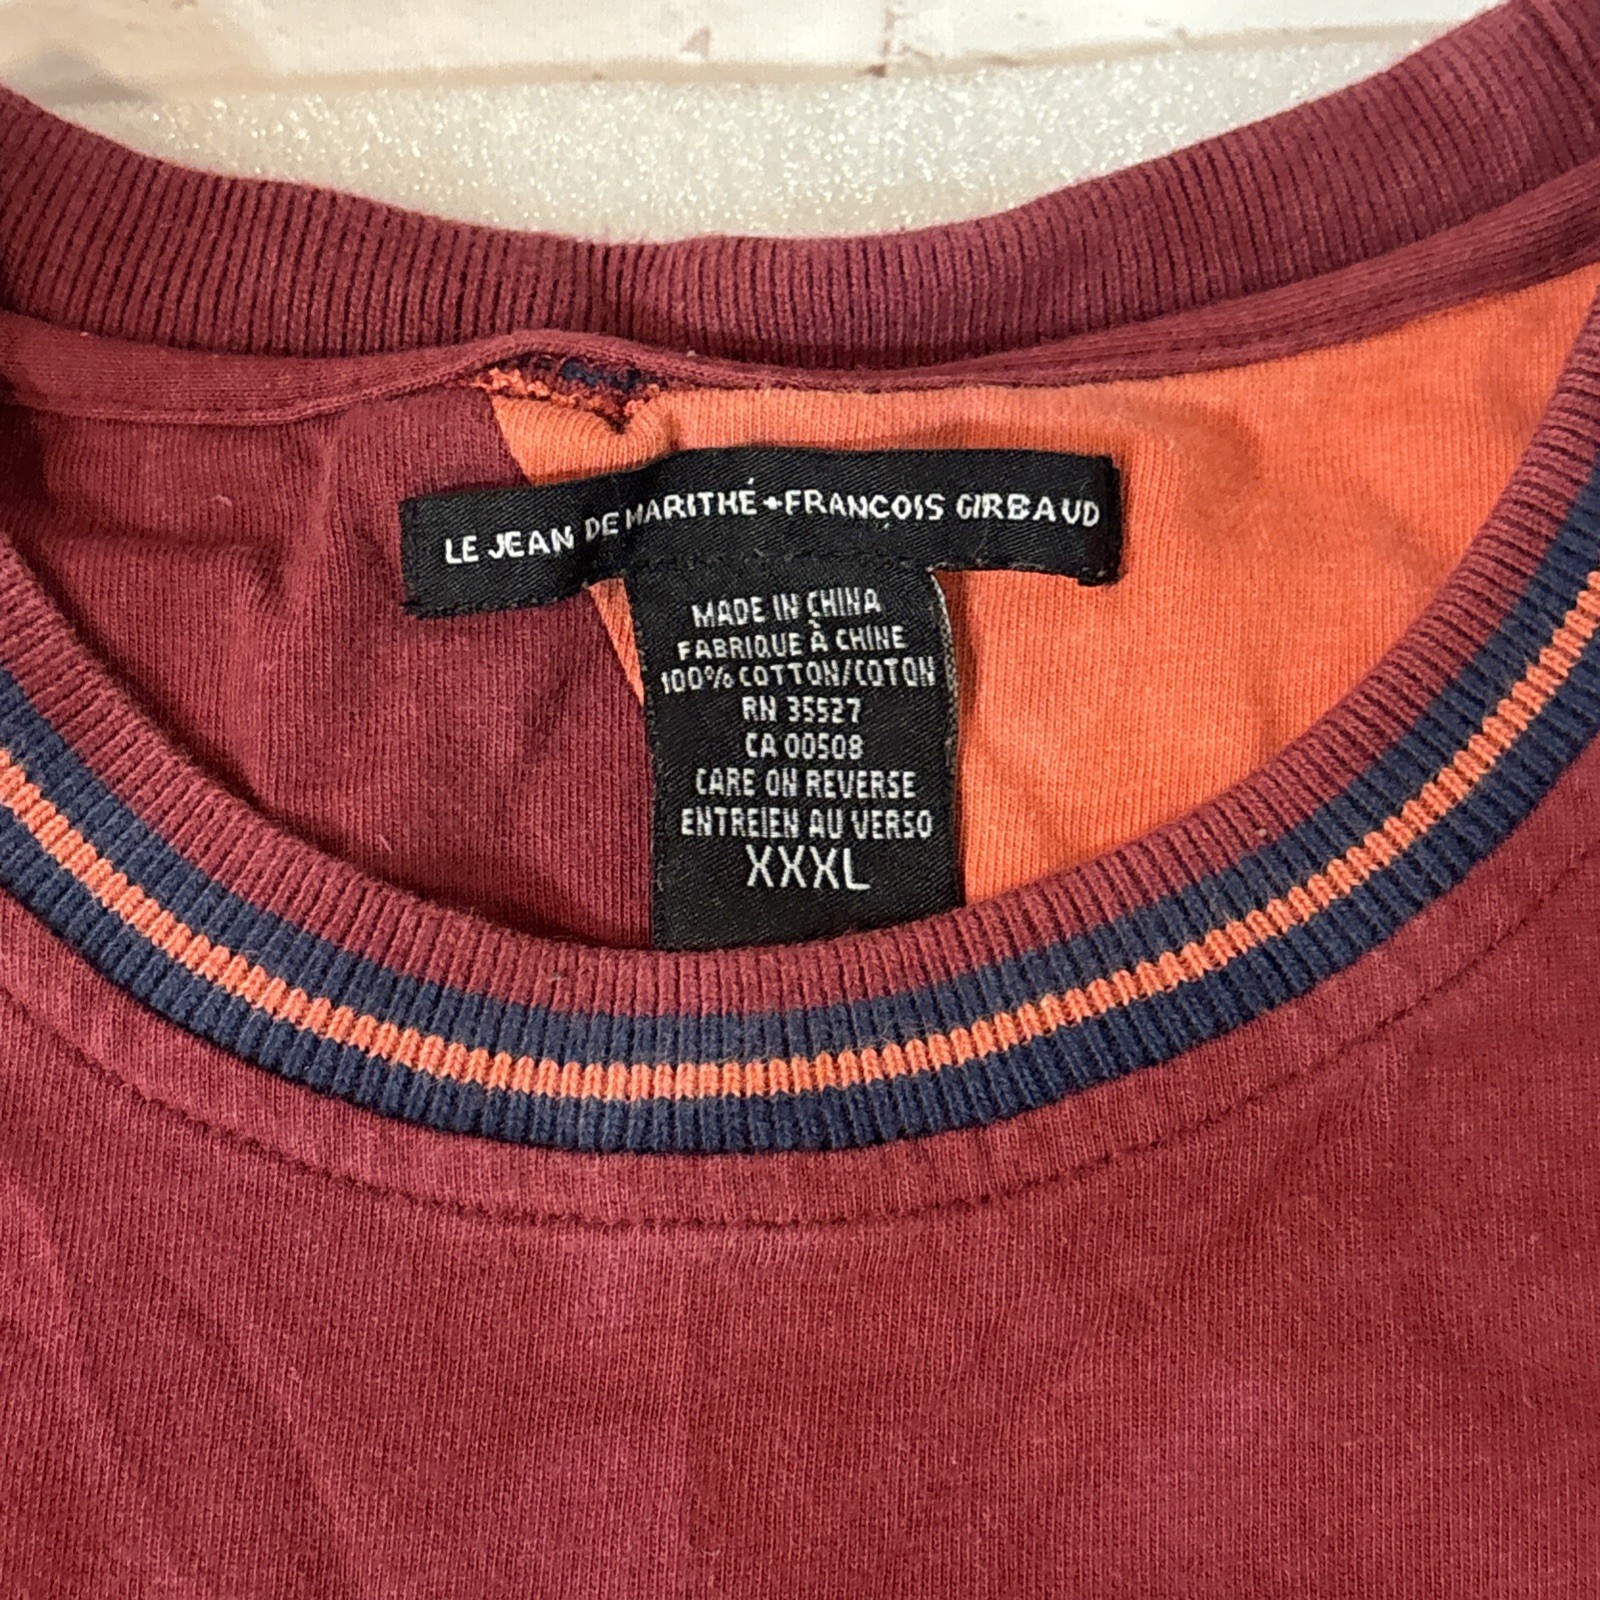 LE JEAN DE MARITHÉ + FRANCOIS GIRBAUD
MADE IN CHINA
FABRIQUE À CHINE
100% COTTON/COTON
RN 35527
CA 00508
CARE ON REVERSE
ENTREIEN AU VERSO
XXXL